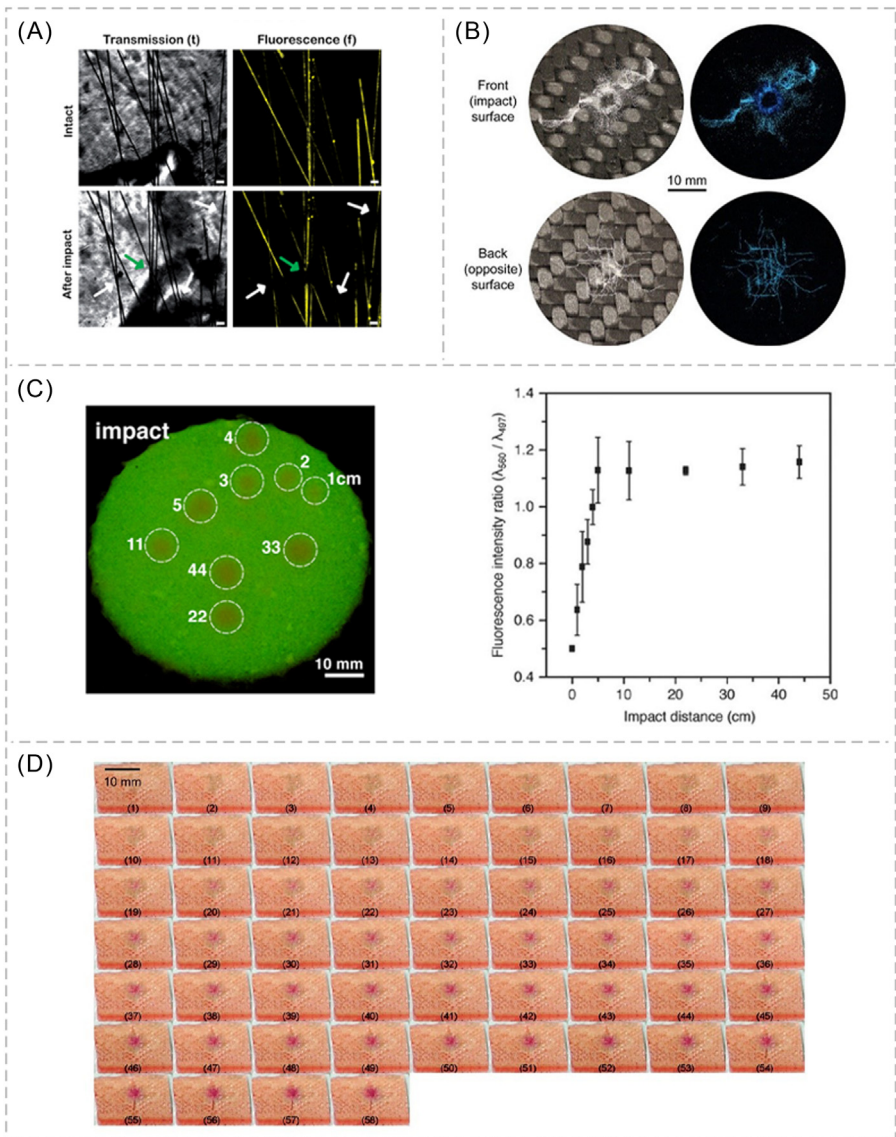 (A)
Transmission (t)
Fluorescence (f)
Intact
After impact
(B)
Front
(impact)
surface
10 mm
Back
(opposite)
surface
(C)
impact
4
2
3
1cm
5
11
33
44
22
10 mm
Fluorescence intensity ratio (λ560 / λ497)
1.4
1.2
1.0
0.8
0.6
0.4
0
10
20
30
40
50
Impact distance (cm)
(D)
10 mm
(1) (2) (3) (4) (5) (6) (7) (8) (9)
(10) (11) (12) (13) (14) (15) (16) (17) (18)
(19) (20) (21) (22) (23) (24) (25) (26) (27)
(28) (29) (30) (31) (32) (33) (34) (35) (36)
(37) (38) (39) (40) (41) (42) (43) (44) (45)
(46) (47) (48) (49) (50) (51) (52) (53) (54)
(55) (56) (57) (58)